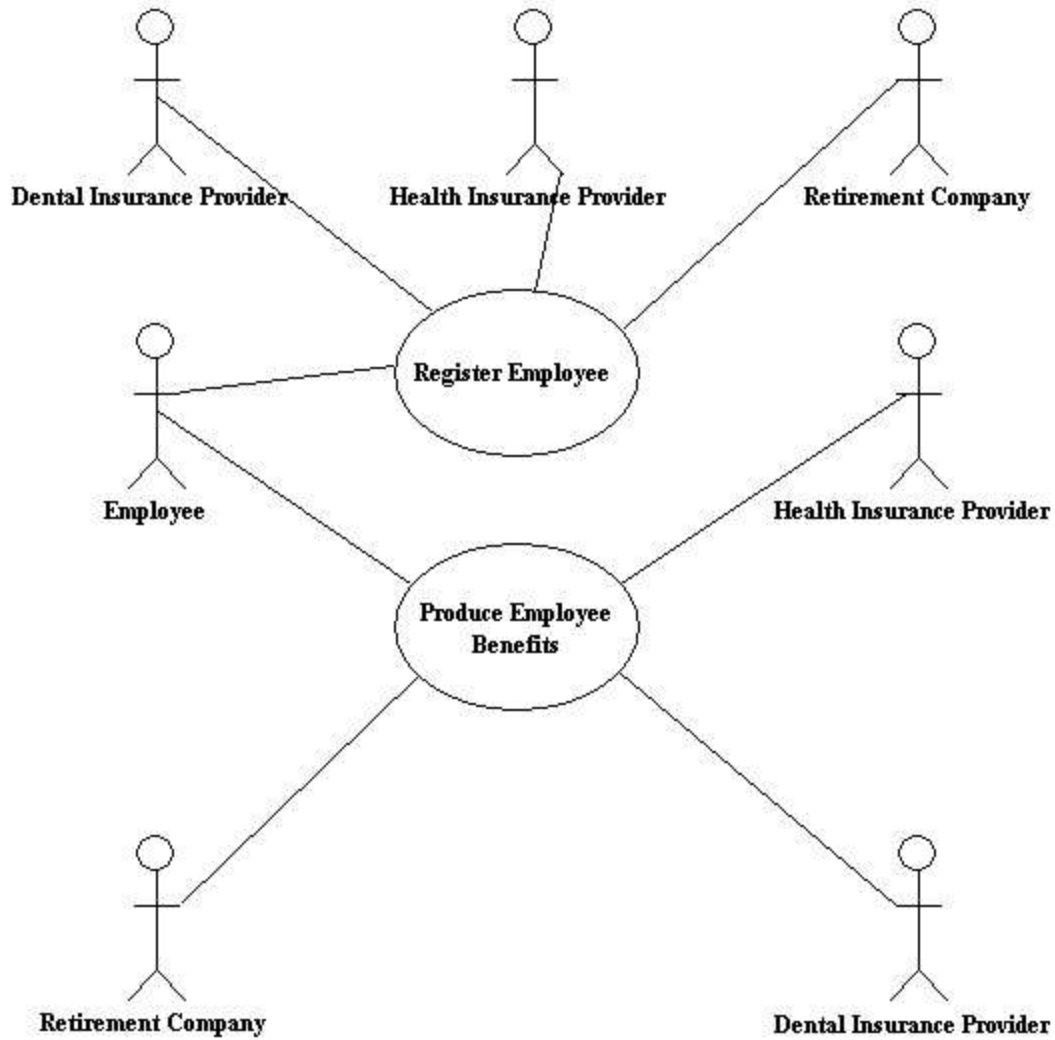 Dental Insurance Provider
Health Insurance Provider
Retirement Company
Register Employee
Employee
Health Insurance Provider
Produce Employee
Benefits
Retirement Company
Dental Insurance Provider